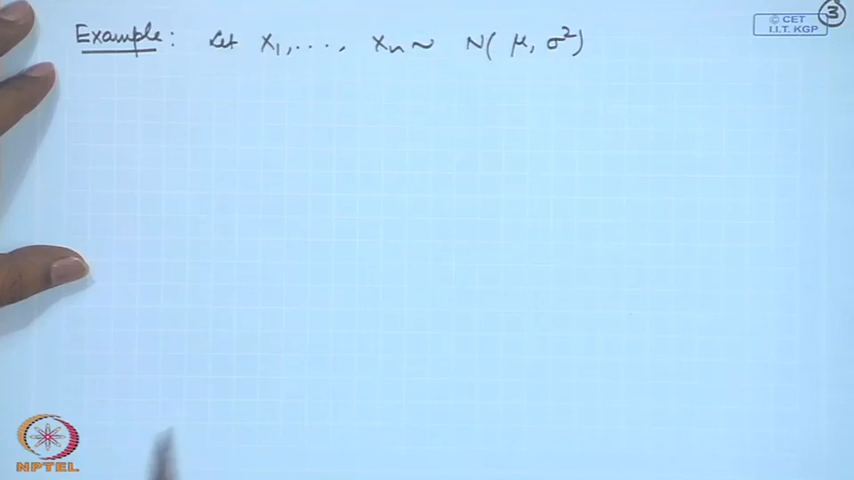 Example: Let X1, ...., Xn ~ N( μ, σ²)
© CET
I.I.T. KGP
3
NPTEL